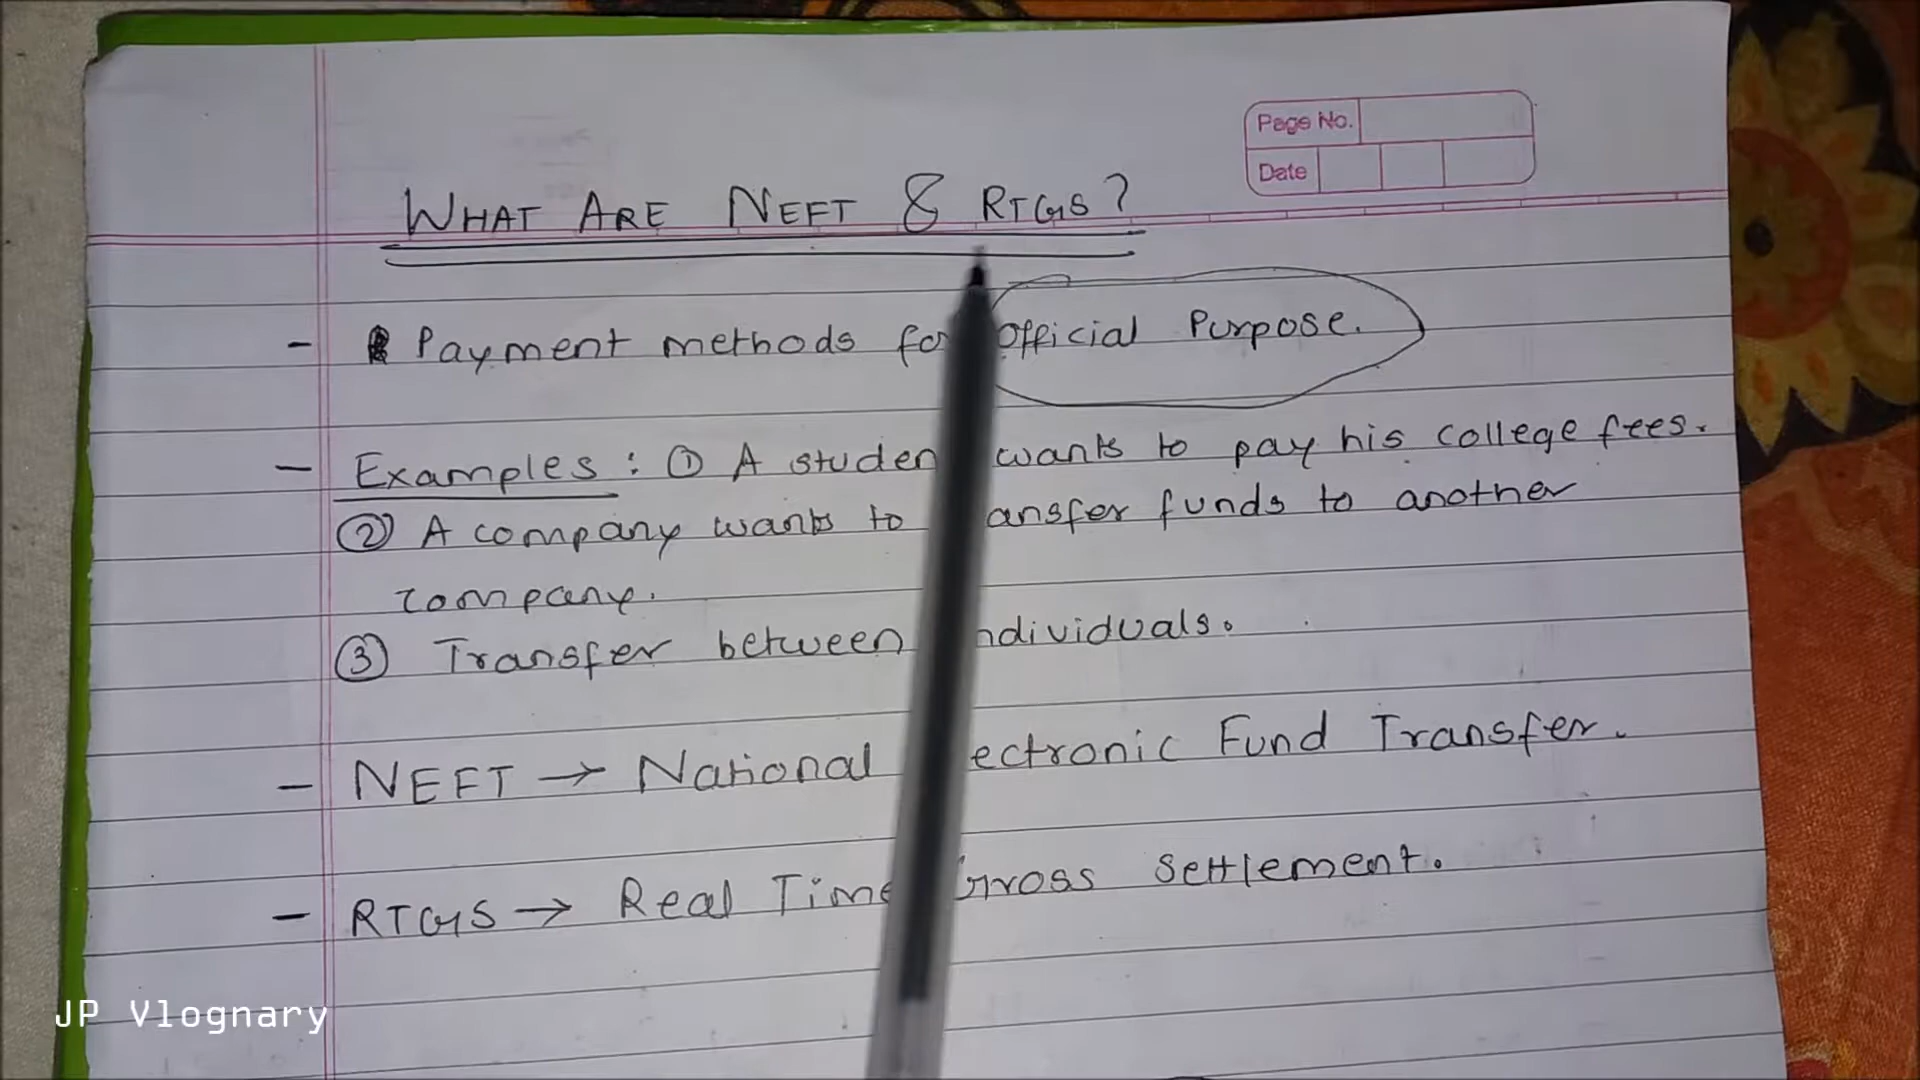 Page No.
Date
WHAT ARE NEFT & RTGS?
- Payment methods for official Purpose.
- Examples : ① A studen wants to pay his college fees.
② A company wants to ansfer funds to another
company.
③ Transfer between ndividuals.
- NEFT → National ectronic Fund Transfer.
- RTGS → Real Time Gross Settlement.
JP Vlognary